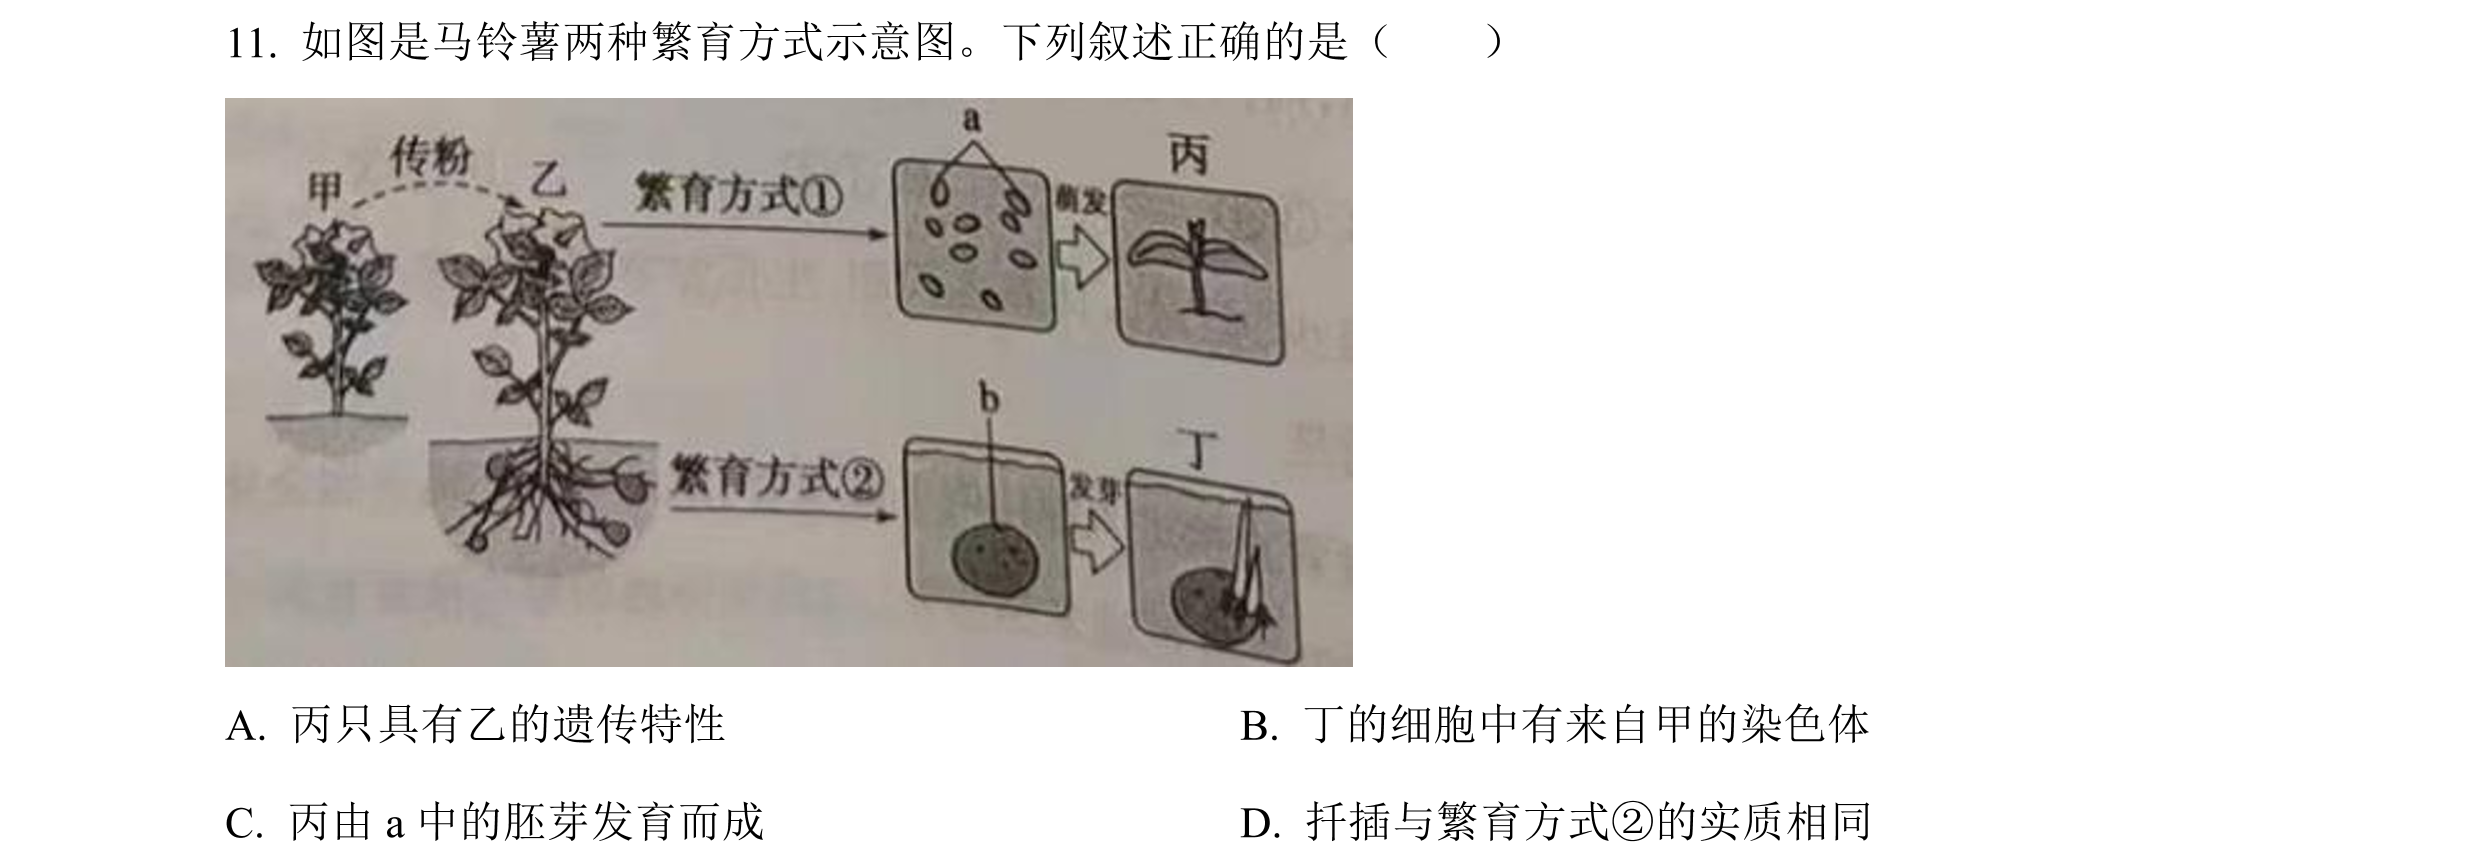 11. 如图是马铃薯两种繁育方式示意图。下列叙述正确的是（　　）
a
丙
传粉
甲
乙
繁育方式①
萌发
b
丁
繁育方式②
发芽
A. 丙只具有乙的遗传特性
B. 丁的细胞中有来自甲的染色体
C. 丙由 a 中的胚芽发育而成
D. 扦插与繁育方式②的实质相同